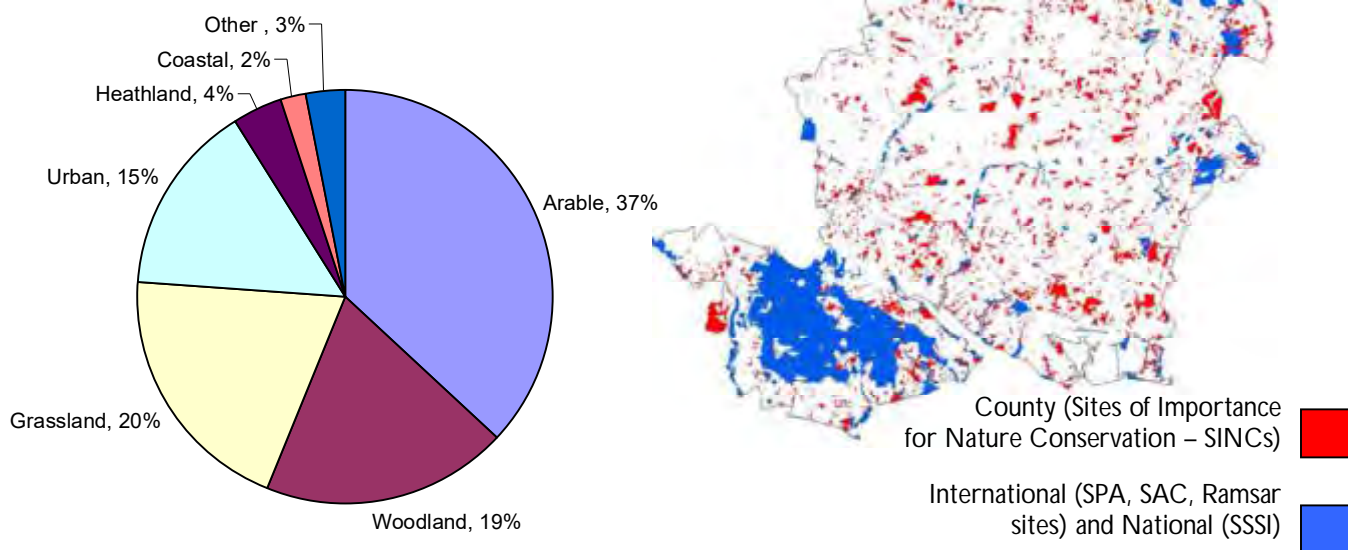 Other , 3%
Coastal, 2%
Heathland, 4%
Urban, 15%
Arable, 37%
Grassland, 20%
Woodland, 19%
County (Sites of Importance
for Nature Conservation – SINCs)
International (SPA, SAC, Ramsar
sites) and National (SSSI)